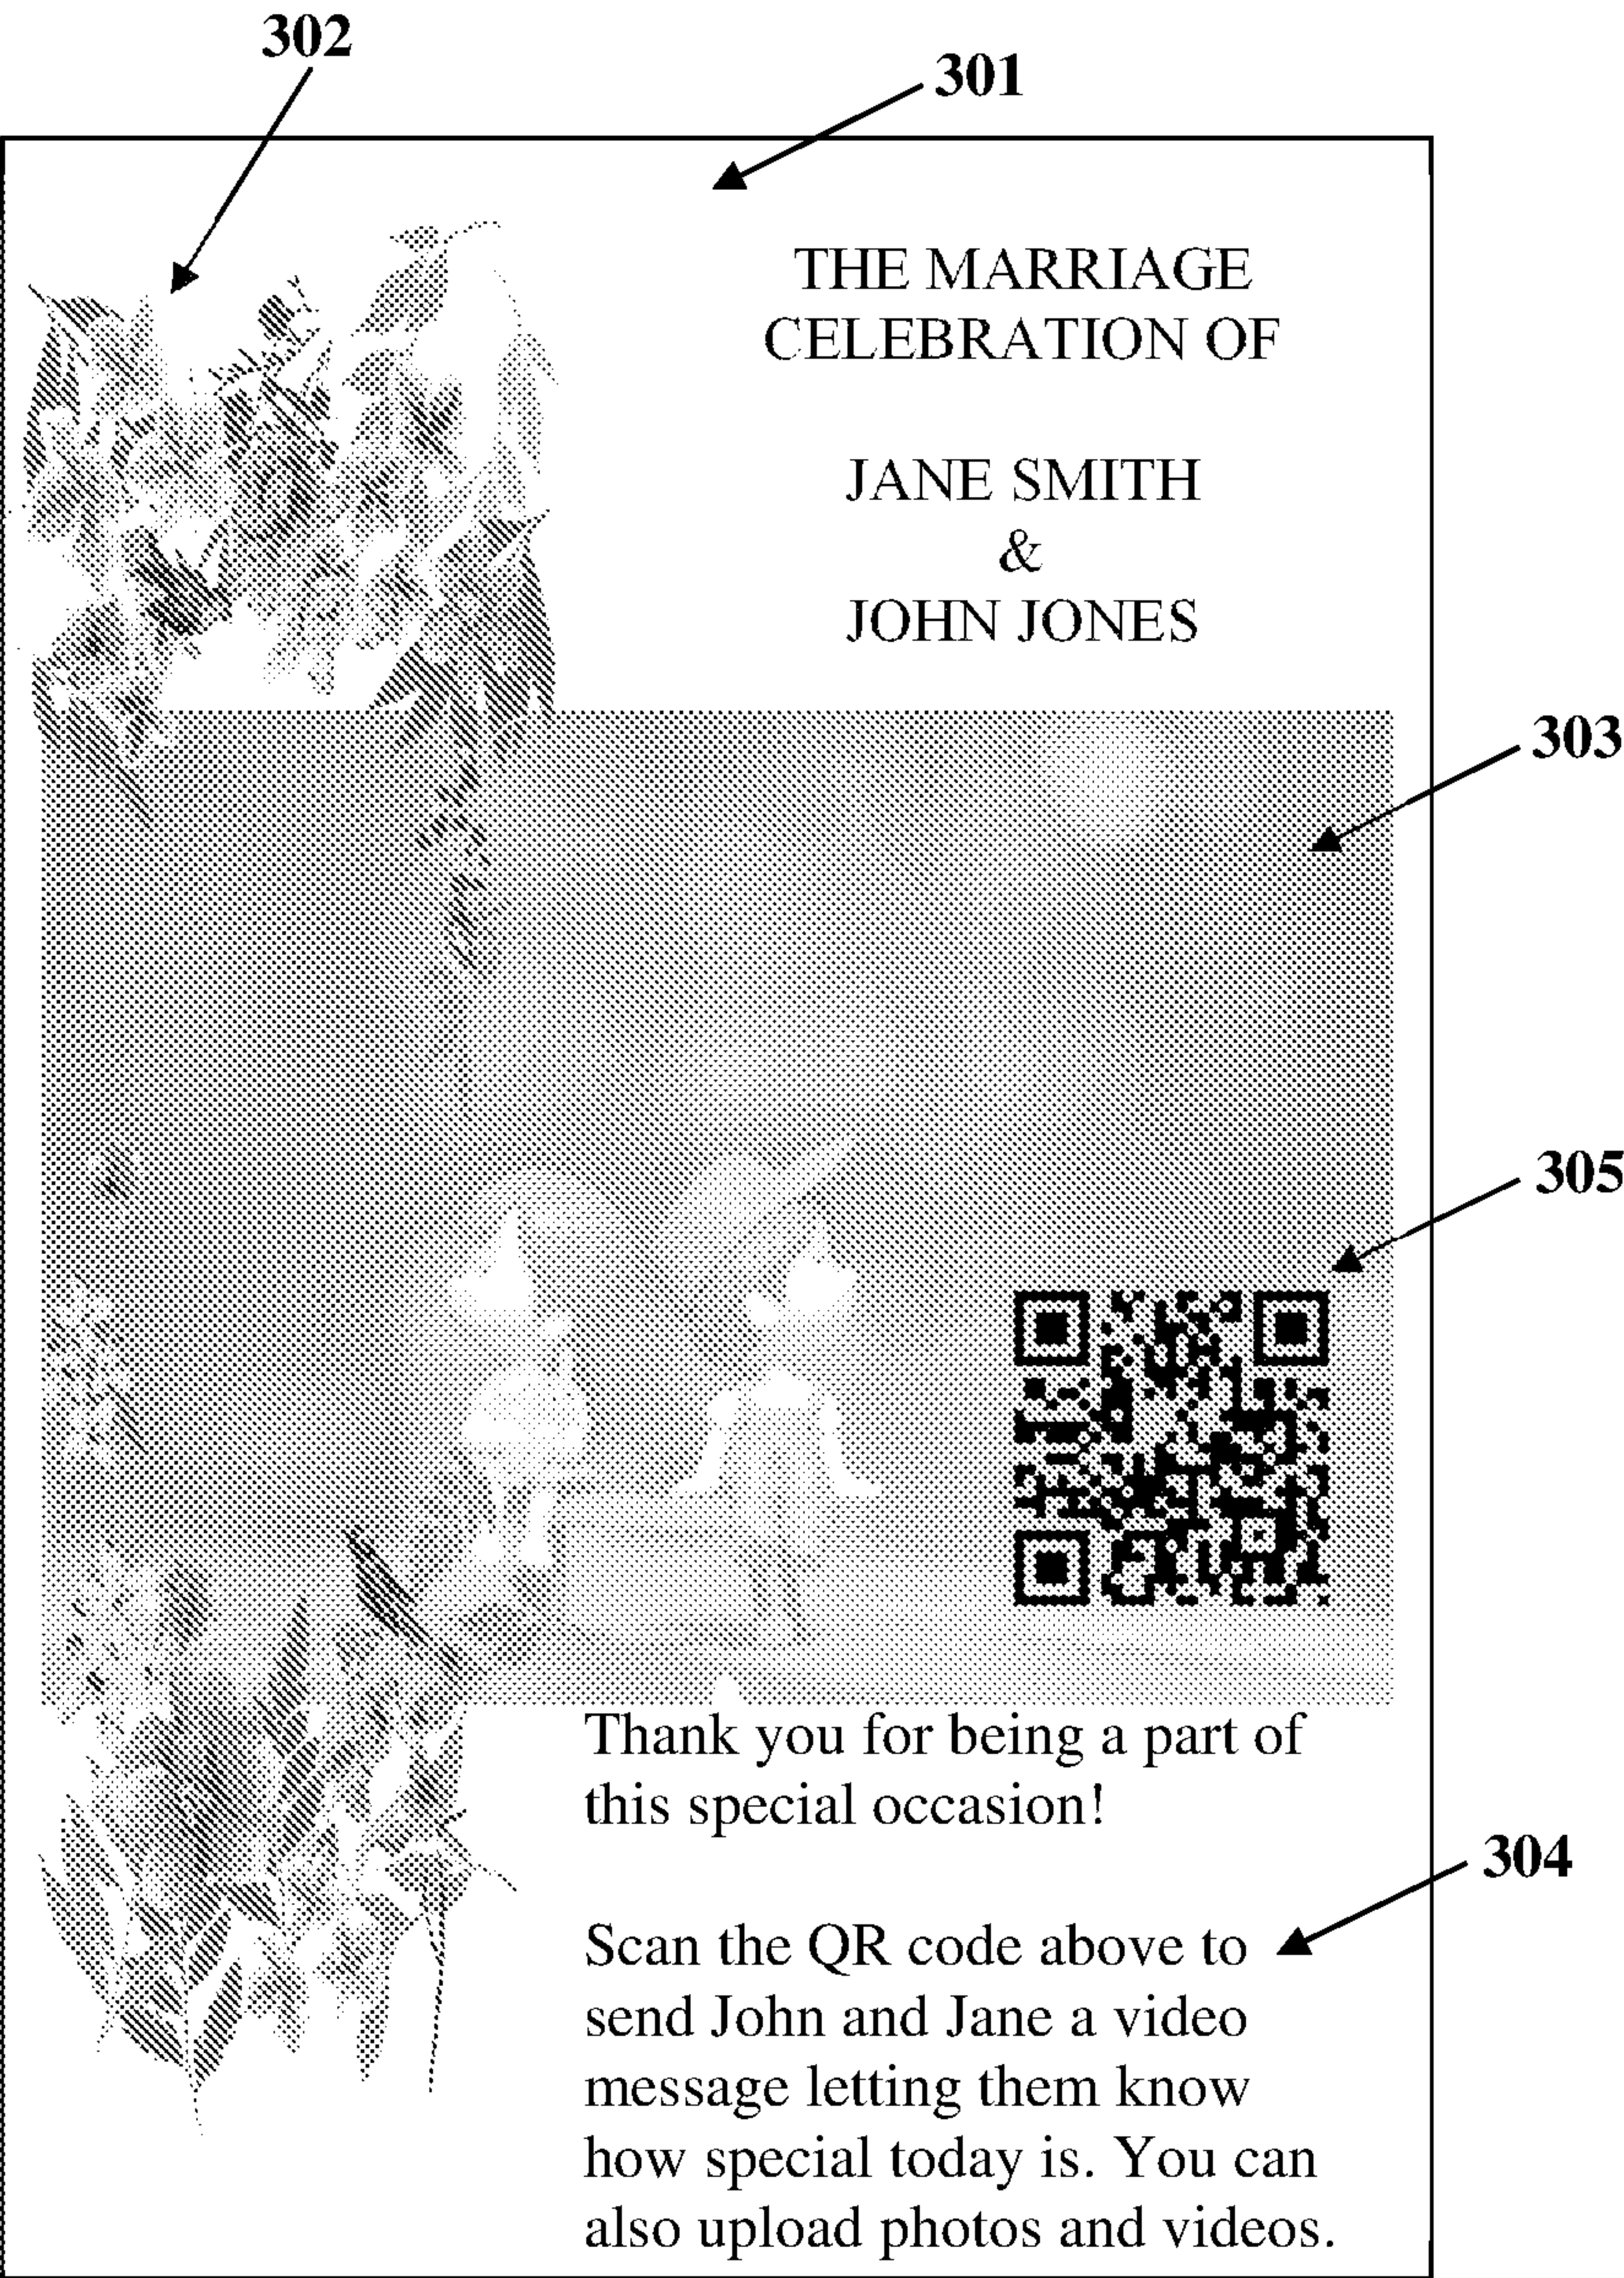 302
301
THE MARRIAGE
CELEBRATION OF
JANE SMITH
&
JOHN JONES
303
305
Thank you for being a part of
this special occasion!
304
Scan the QR code above to
send John and Jane a video
message letting them know
how special today is. You can
also upload photos and videos.